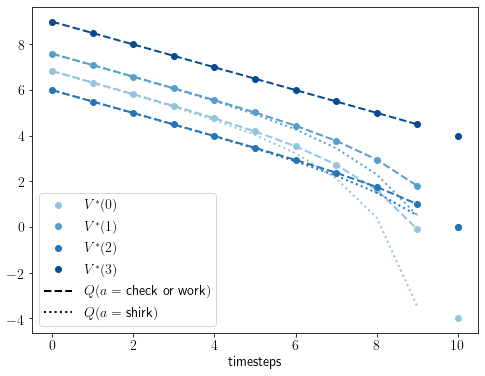 8
6
4
2
0
−2
−4
V*(0)
V*(1)
V*(2)
V*(3)
Q(a = check or work)
Q(a = shirk)
0 2 4 6 8 10
timesteps